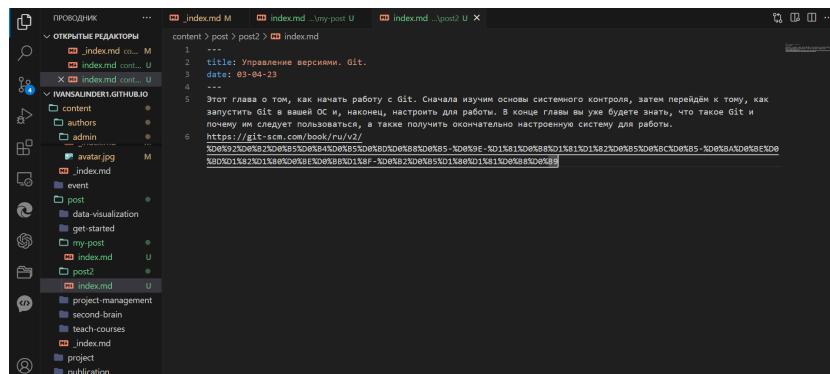 ПРОВОДНИК ···
_index.md M
index.md ...\my-post U
index.md ...\post2 U ×
ОТКРЫТЫЕ РЕДАКТОРЫ
_index.md co... M
index.md cont... U
× index.md cont... U
IVANSALINDER1.GITHUB.IO
content
authors
admin
avatar.jpg M
_index.md
event
post
data-visualization
get-started
my-post
index.md U
post2
index.md U
project-management
second-brain
teach-courses
_index.md
project
publication
content > post > post2 > index.md
1 ---
2 title: Управление версиями. Git.
3 date: 03-04-23
4 ---
5 Этот глава о том, как начать работу с Git. Сначала изучим основы системного контроля, затем перейдём к тому, как
запустить Git в вашей ОС и, наконец, настроить для работы. В конце главы вы уже будете знать, что такое Git и
почему им следует пользоваться, а также получить окончательно настроенную систему для работы.
6 https://git-scm.com/book/ru/v2/
%D0%92%D0%B2%D0%B5%D0%B4%D0%B5%D0%BD%D0%B8%D0%B5-%D0%9E-%D1%81%D0%B8%D1%81%D1%82%D0%B5%D0%BC%D0%B5-%D0%BA%D0%BE%D0
%BD%D1%82%D1%80%D0%BE%D0%BB%D1%8F-%D0%B2%D0%B5%D1%80%D1%81%D0%B8%D0%B9